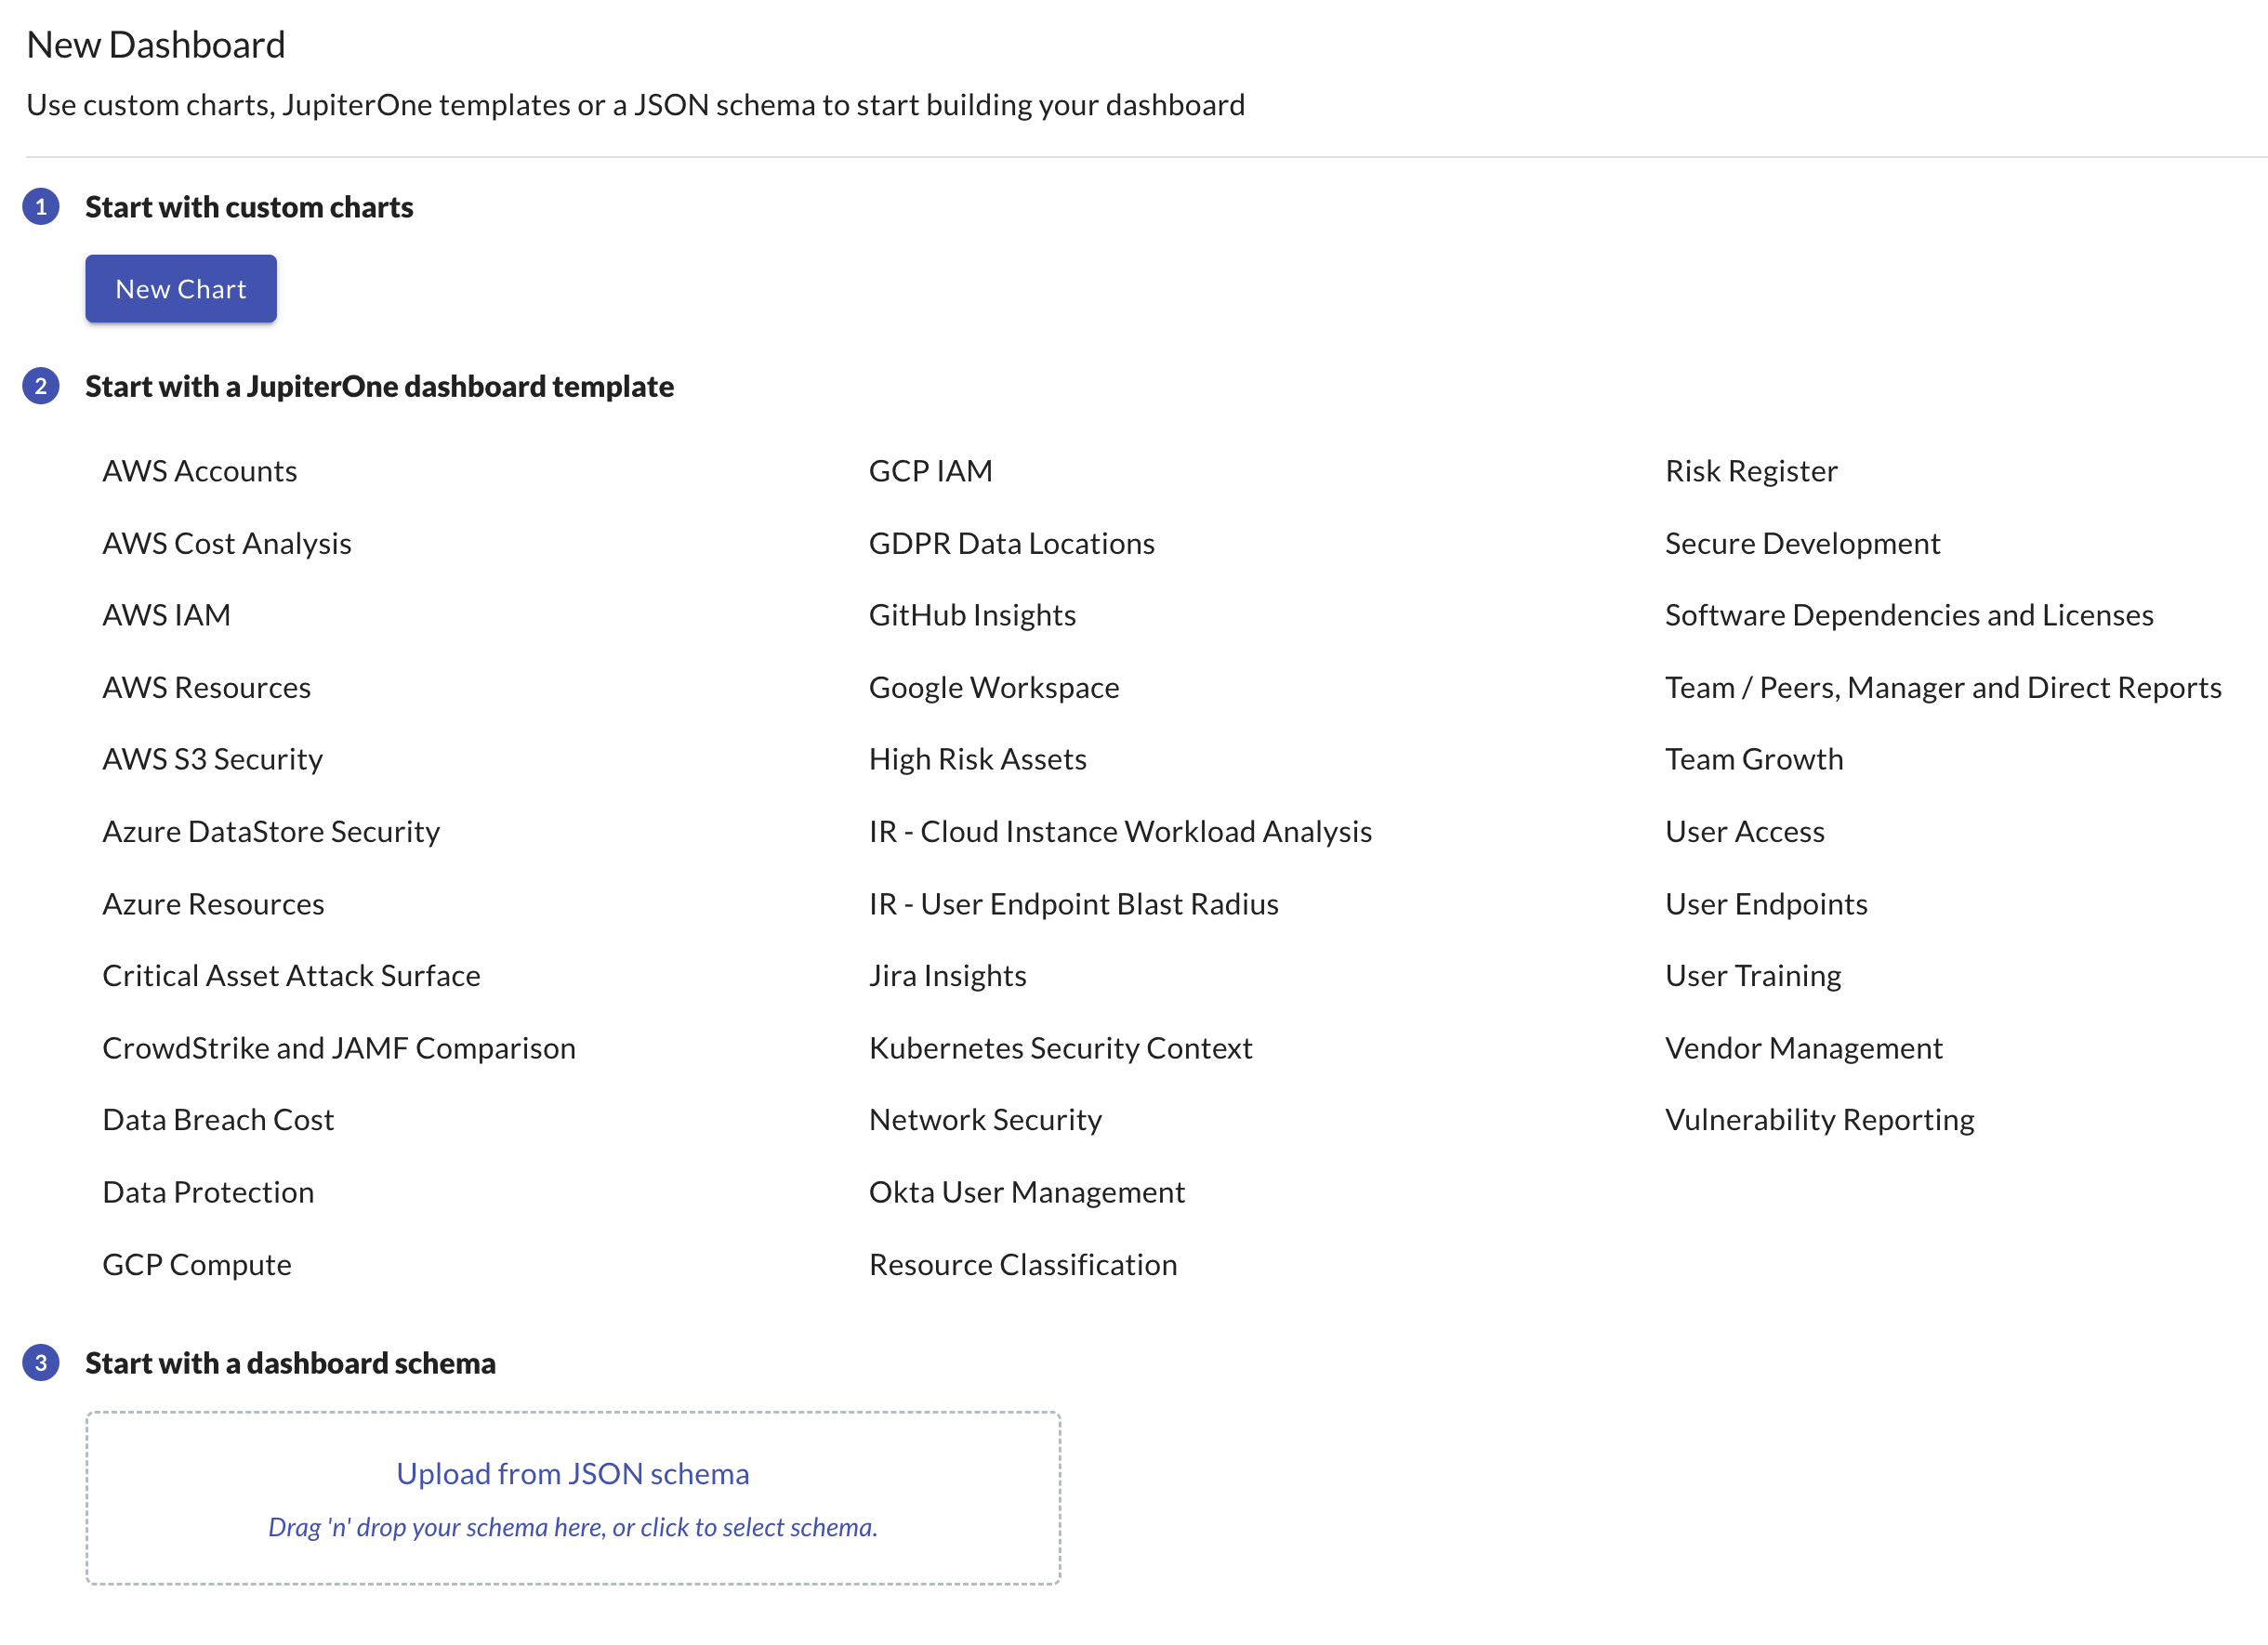 New Dashboard
Use custom charts, JupiterOne templates or a JSON schema to start building your dashboard
1 Start with custom charts
New Chart
2 Start with a JupiterOne dashboard template
AWS Accounts
AWS Cost Analysis
AWS IAM
AWS Resources
AWS S3 Security
Azure DataStore Security
Azure Resources
Critical Asset Attack Surface
CrowdStrike and JAMF Comparison
Data Breach Cost
Data Protection
GCP Compute
GCP IAM
GDPR Data Locations
GitHub Insights
Google Workspace
High Risk Assets
IR - Cloud Instance Workload Analysis
IR - User Endpoint Blast Radius
Jira Insights
Kubernetes Security Context
Network Security
Okta User Management
Resource Classification
Risk Register
Secure Development
Software Dependencies and Licenses
Team / Peers, Manager and Direct Reports
Team Growth
User Access
User Endpoints
User Training
Vendor Management
Vulnerability Reporting
3 Start with a dashboard schema
Upload from JSON schema
Drag 'n' drop your schema here, or click to select schema.